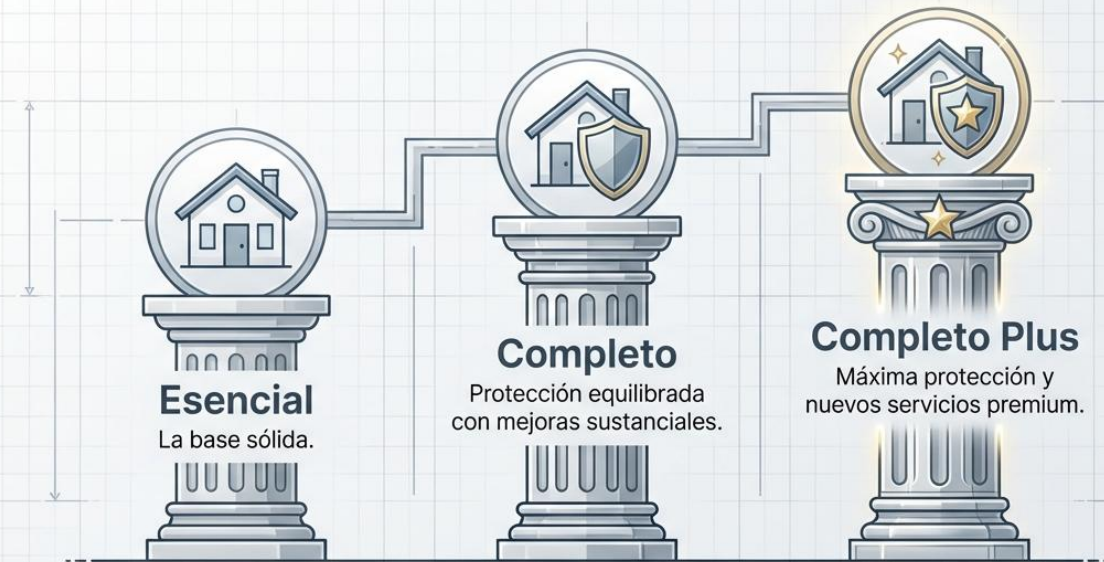 Esencial
La base sólida.
Completo
Protección equilibrada
con mejoras sustanciales.
Completo Plus
Máxima protección y
nuevos servicios premium.